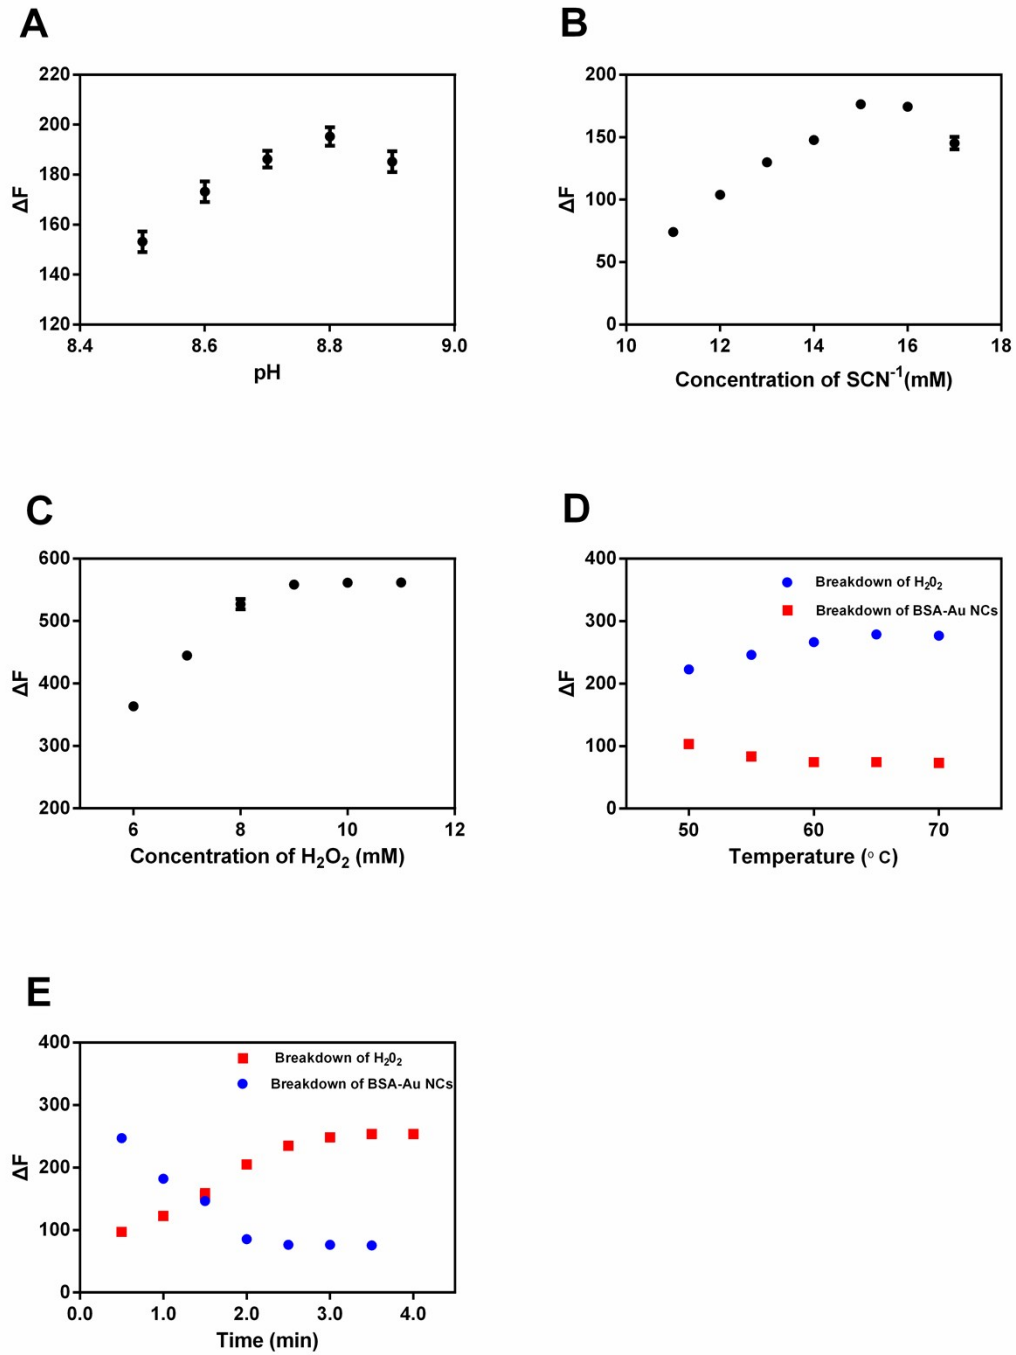 A
220
200
180
160
140
120
ΔF
8.4 8.6 8.8 9.0
pH
B
200
150
100
50
0
ΔF
10 12 14 16 18
Concentration of SCN⁻¹(mM)
C
600
500
400
300
200
ΔF
6 8 10 12
Concentration of H₂O₂ (mM)
D
400
300
200
100
0
ΔF
Breakdown of H₂0₂
Breakdown of BSA-Au NCs
50 60 70
Temperature (° C)
E
400
300
200
100
0
ΔF
Breakdown of H₂0₂
Breakdown of BSA-Au NCs
0.0 1.0 2.0 3.0 4.0
Time (min)